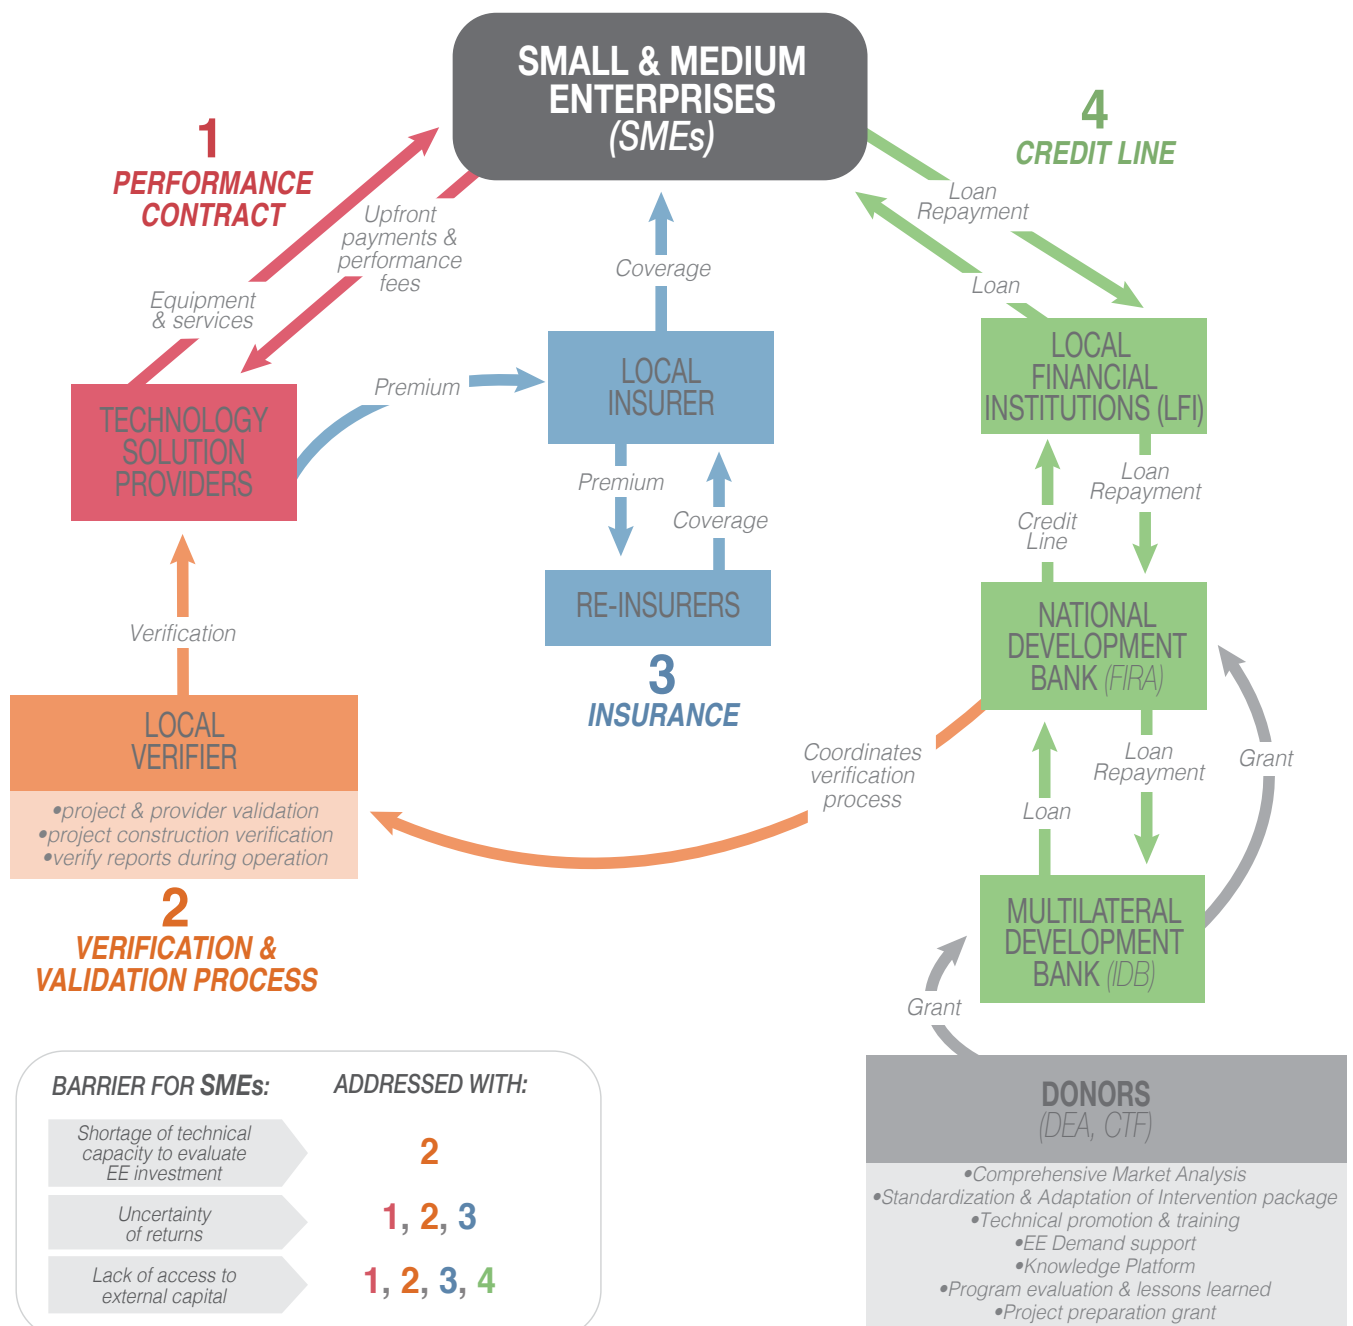 SMALL & MEDIUM
ENTERPRISES
(SMEs)
1
PERFORMANCE
CONTRACT
4
CREDIT LINE
Upfront
payments &
performance
fees
Equipment
& services
Coverage
Loan
Repayment
Loan
TECHNOLOGY
SOLUTION
PROVIDERS
Premium
LOCAL
INSURER
LOCAL
FINANCIAL
INSTITUTIONS (LFI)
Premium
Coverage
Credit
Line
Loan
Repayment
RE-INSURERS
3
INSURANCE
NATIONAL
DEVELOPMENT
BANK (FIRA)
Verification
LOCAL
VERIFIER
•project & provider validation
•project construction verification
•verify reports during operation
2
VERIFICATION &
VALIDATION PROCESS
Coordinates
verification
process
Loan
Loan
Repayment
Grant
MULTILATERAL
DEVELOPMENT
BANK (IDB)
Grant
DONORS
(DEA, CTF)
•Comprehensive Market Analysis
•Standardization & Adaptation of Intervention package
•Technical promotion & training
•EE Demand support
•Knowledge Platform
•Program evaluation & lessons learned
•Project preparation grant
BARRIER FOR SMEs:
ADDRESSED WITH:
Shortage of technical
capacity to evaluate
EE investment
2
Uncertainty
of returns
1, 2, 3
Lack of access to
external capital
1, 2, 3, 4